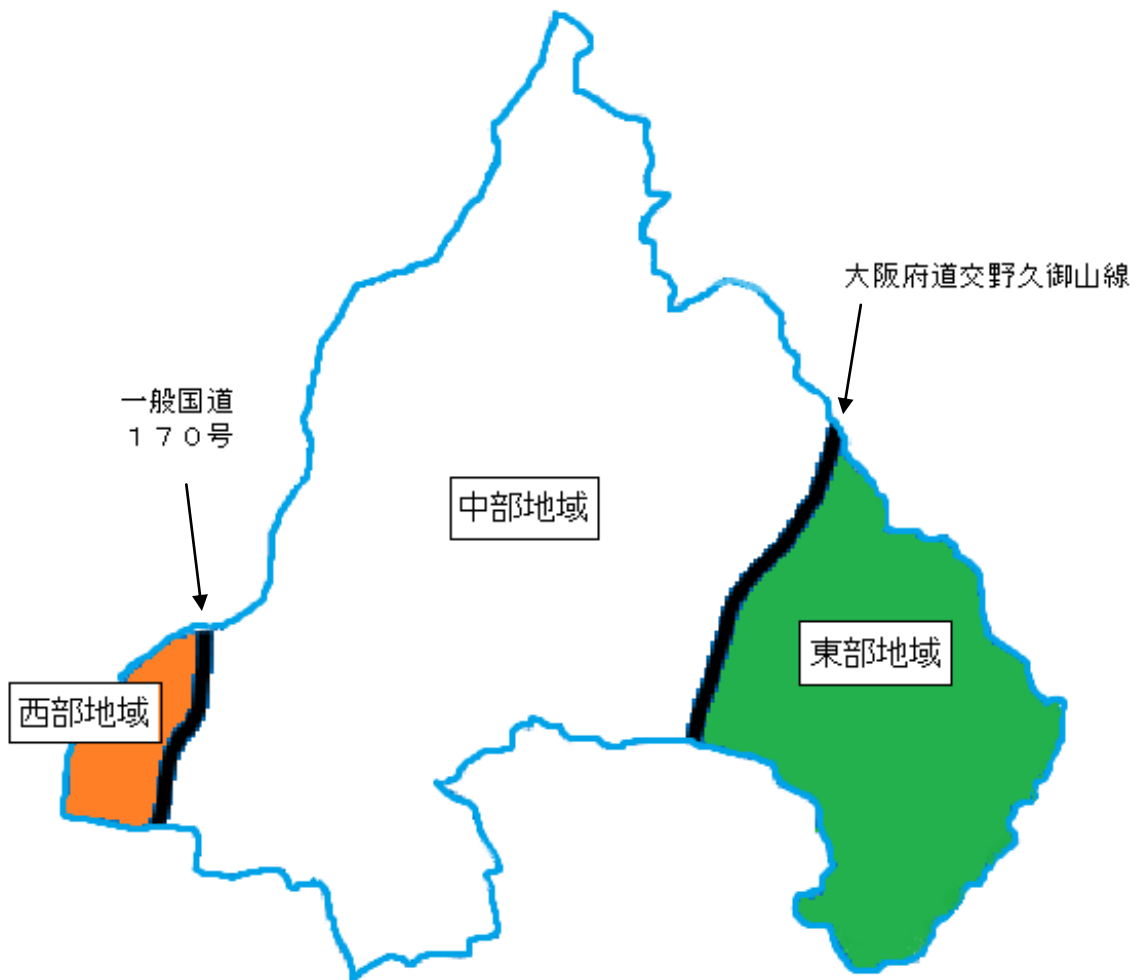 大阪府道交野久御山線
一般国道
１７０号
中部地域
東部地域
西部地域